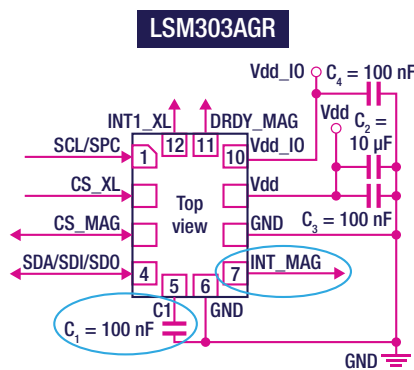 LSM303AGR
Vdd_IO
C4 = 100 nF
INT1_XL
DRDY_MAG
Vdd
C2 =
10 µF
SCL/SPC
1
12
11
10
Vdd_IO
CS_XL
Top
view
Vdd
CS_MAG
GND
C3 = 100 nF
SDA/SDI/SDO
4
5
6
7
INT_MAG
C1
GND
C1 = 100 nF
GND